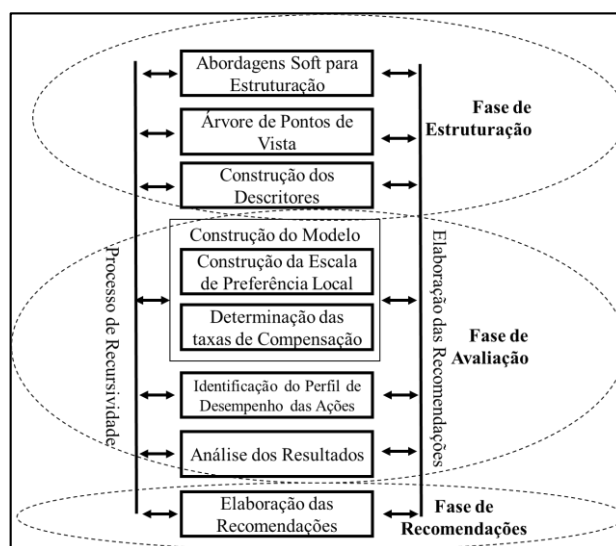 Abordagens Soft para
Estruturação
Árvore de Pontos de
Vista
Construção dos
Descritores
Fase de
Estruturação
Construção do Modelo
Construção da Escala
de Preferência Local
Determinação das
taxas de Compensação
Identificação do Perfil de
Desempenho das Ações
Análise dos Resultados
Fase de
Avaliação
Elaboração das
Recomendações
Fase de
Recomendações
Processo de Recursividade
Elaboração das Recomendações